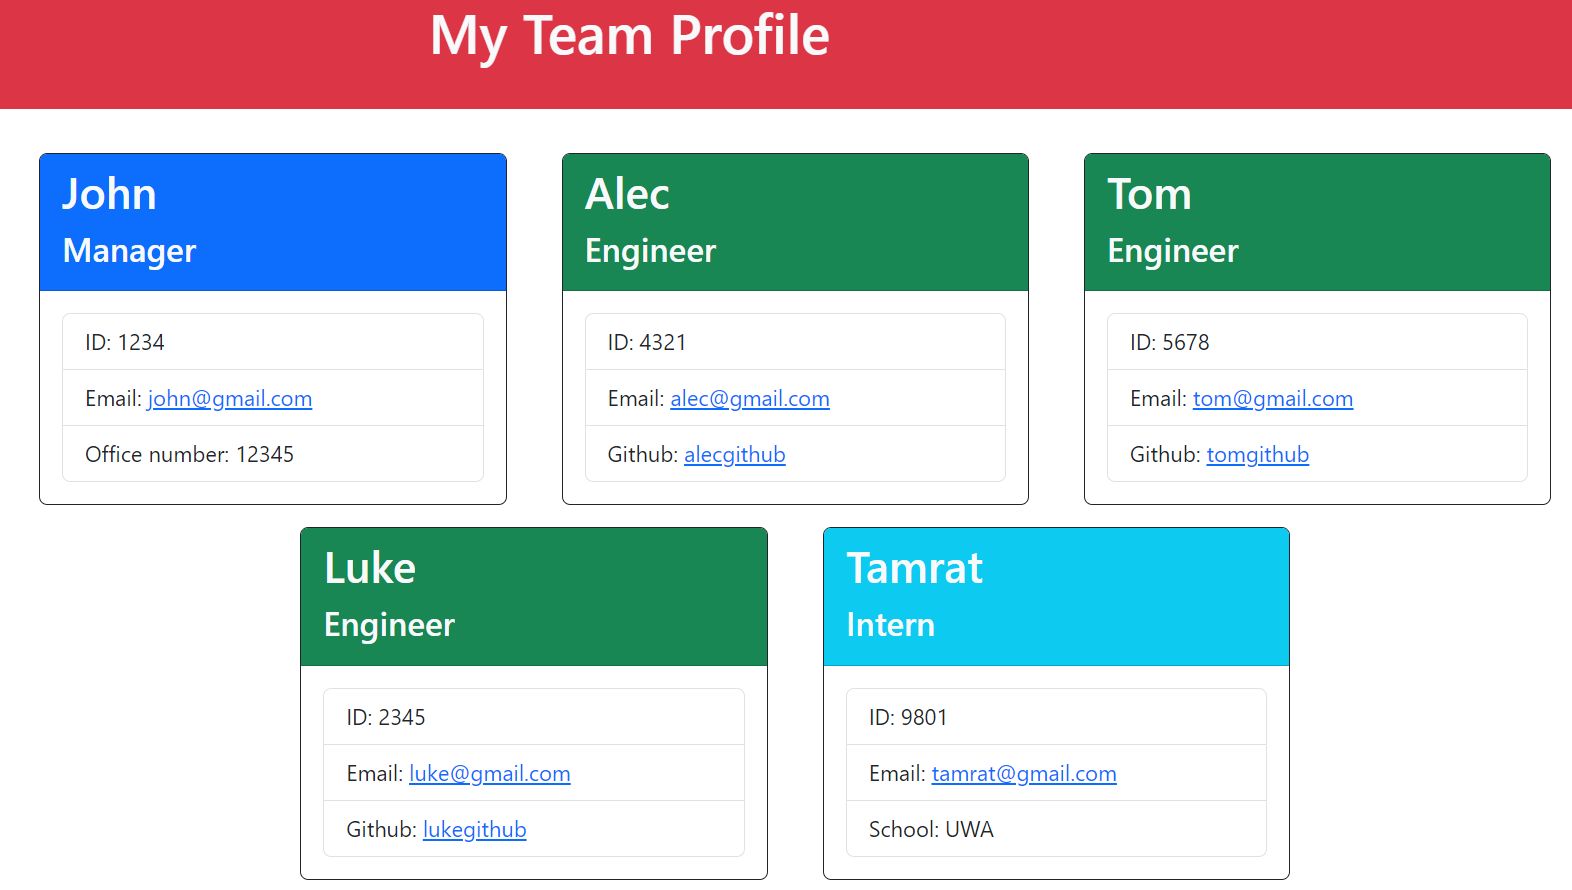 My Team Profile
John
Manager
ID: 1234
Email: john@gmail.com
Office number: 12345
Alec
Engineer
ID: 4321
Email: alec@gmail.com
Github: alecgithub
Tom
Engineer
ID: 5678
Email: tom@gmail.com
Github: tomgithub
Luke
Engineer
ID: 2345
Email: luke@gmail.com
Github: lukegithub
Tamrat
Intern
ID: 9801
Email: tamrat@gmail.com
School: UWA